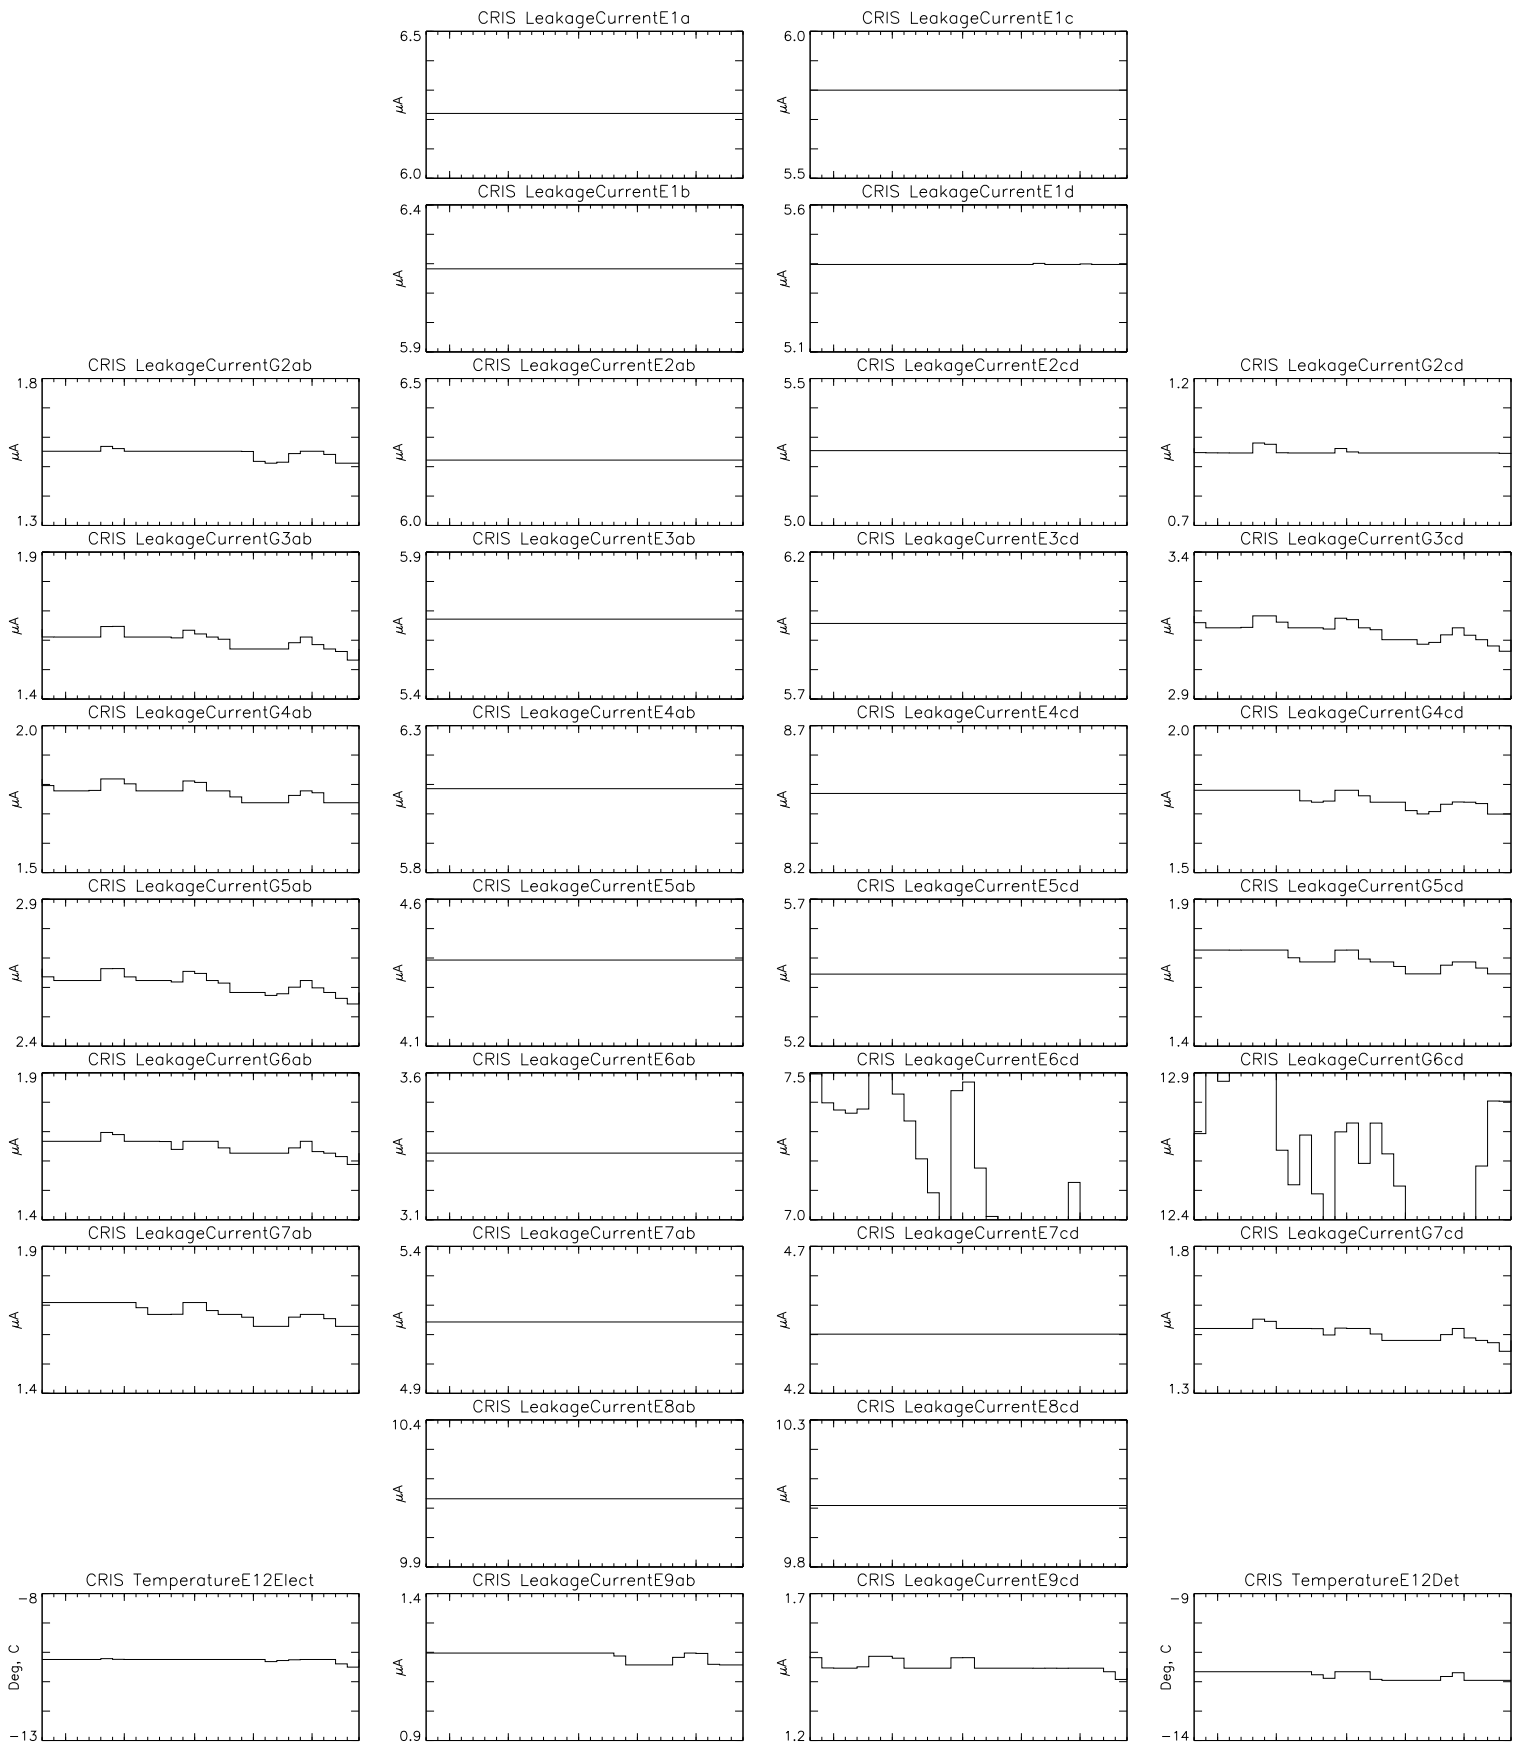 CRIS LeakageCurrentE1a
CRIS LeakageCurrentE1c
6.5
µA
6.0
6.0
µA
5.5
CRIS LeakageCurrentE1b
CRIS LeakageCurrentE1d
6.4
µA
5.9
5.6
µA
5.1
CRIS LeakageCurrentG2ab
CRIS LeakageCurrentE2ab
CRIS LeakageCurrentE2cd
CRIS LeakageCurrentG2cd
1.8
µA
1.3
6.5
µA
6.0
5.5
µA
5.0
1.2
µA
0.7
CRIS LeakageCurrentG3ab
CRIS LeakageCurrentE3ab
CRIS LeakageCurrentE3cd
CRIS LeakageCurrentG3cd
1.9
µA
1.4
5.9
µA
5.4
6.2
µA
5.7
3.4
µA
2.9
CRIS LeakageCurrentG4ab
CRIS LeakageCurrentE4ab
CRIS LeakageCurrentE4cd
CRIS LeakageCurrentG4cd
2.0
µA
1.5
6.3
µA
5.8
8.7
µA
8.2
2.0
µA
1.5
CRIS LeakageCurrentG5ab
CRIS LeakageCurrentE5ab
CRIS LeakageCurrentE5cd
CRIS LeakageCurrentG5cd
2.9
µA
2.4
4.6
µA
4.1
5.7
µA
5.2
1.9
µA
1.4
CRIS LeakageCurrentG6ab
CRIS LeakageCurrentE6ab
CRIS LeakageCurrentE6cd
CRIS LeakageCurrentG6cd
1.9
µA
1.4
3.6
µA
3.1
7.5
µA
7.0
12.9
µA
12.4
CRIS LeakageCurrentG7ab
CRIS LeakageCurrentE7ab
CRIS LeakageCurrentE7cd
CRIS LeakageCurrentG7cd
1.9
µA
1.4
5.4
µA
4.9
4.7
µA
4.2
1.8
µA
1.3
CRIS LeakageCurrentE8ab
CRIS LeakageCurrentE8cd
10.4
µA
9.9
10.3
µA
9.8
CRIS TemperatureE12Elect
CRIS LeakageCurrentE9ab
CRIS LeakageCurrentE9cd
CRIS TemperatureE12Det
-8
Deg, C
-13
1.4
µA
0.9
1.7
µA
1.2
-9
Deg, C
-14